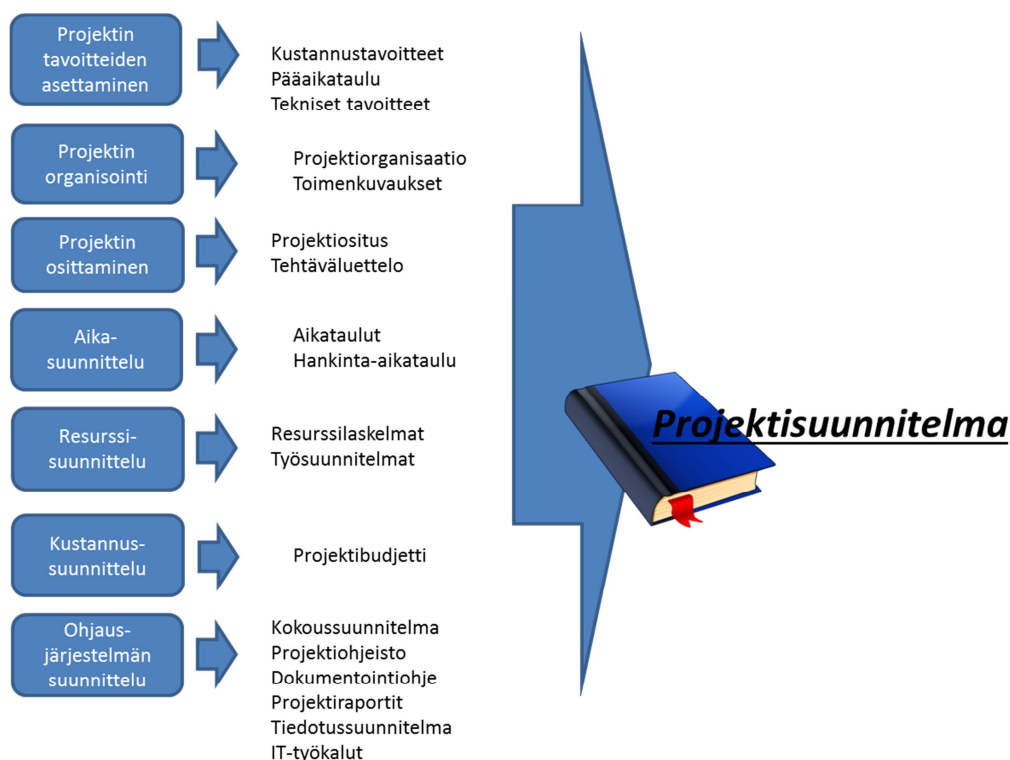 Projektin
tavoitteiden
asettaminen
Kustannustavoitteet
Pääaikataulu
Tekniset tavoitteet
Projektin
organisointi
Projektiorganisaatio
Toimenkuvaukset
Projektin
osittaminen
Projektiositus
Tehtäväluettelo
Aika-
suunnittelu
Aikataulut
Hankinta-aikataulu
Resurssi-
suunnittelu
Resurssilaskelmat
Työsuunnitelmat
Kustannus-
suunnittelu
Projektibudjetti
Ohjaus-
järjestelmän
suunnittelu
Kokoussuunnitelma
Projektiohjeisto
Dokumentointiohje
Projektiraportit
Tiedotussuunnitelma
IT-työkalut
Projektisuunnitelma